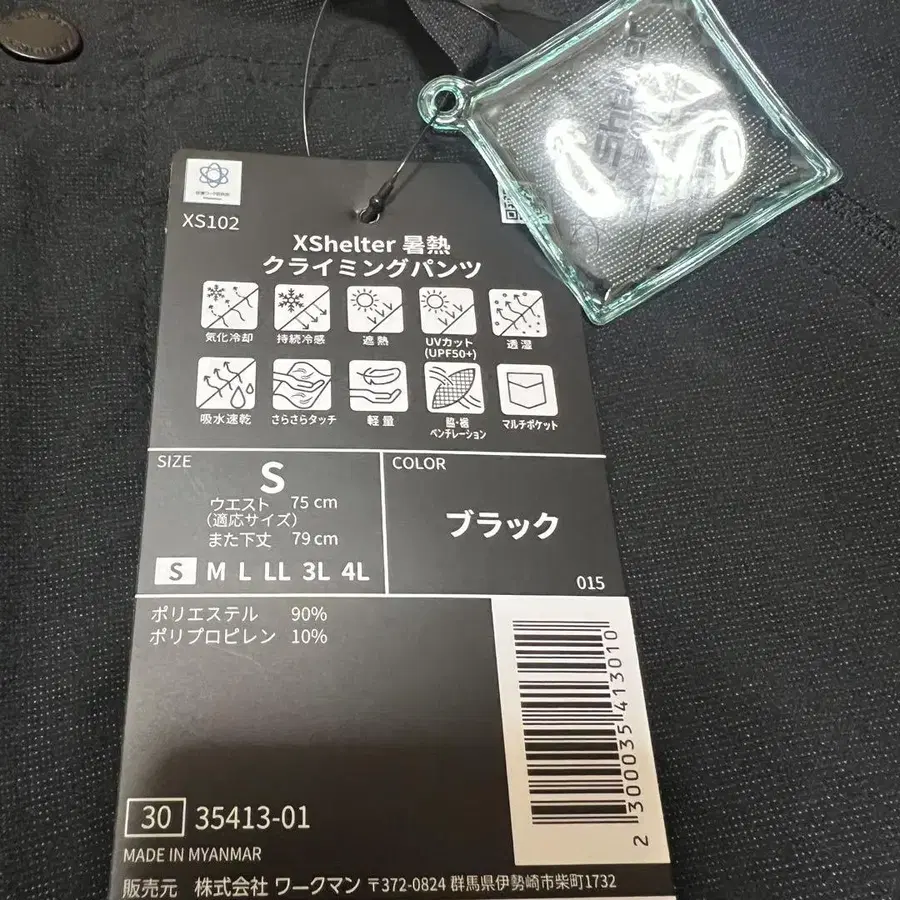 XS102
XShelter 暑熱
クライミングパンツ
気化冷却 持続冷感 遮熱 UVカット (UPF50+) 透湿
吸水速乾 さらさらタッチ 軽量 脇・裾 ベンチレーション マルチポケット
SIZE
S
ウエスト 75 cm
(適応サイズ)
また下丈 79 cm
S M L LL 3L 4L
COLOR
ブラック
015
ポリエステル 90%
ポリプロピレン 10%
2 300035 413010
30 35413-01
MADE IN MYANMAR
販売元 株式会社 ワークマン 〒372-0824 群馬県伊勢崎市柴町1732